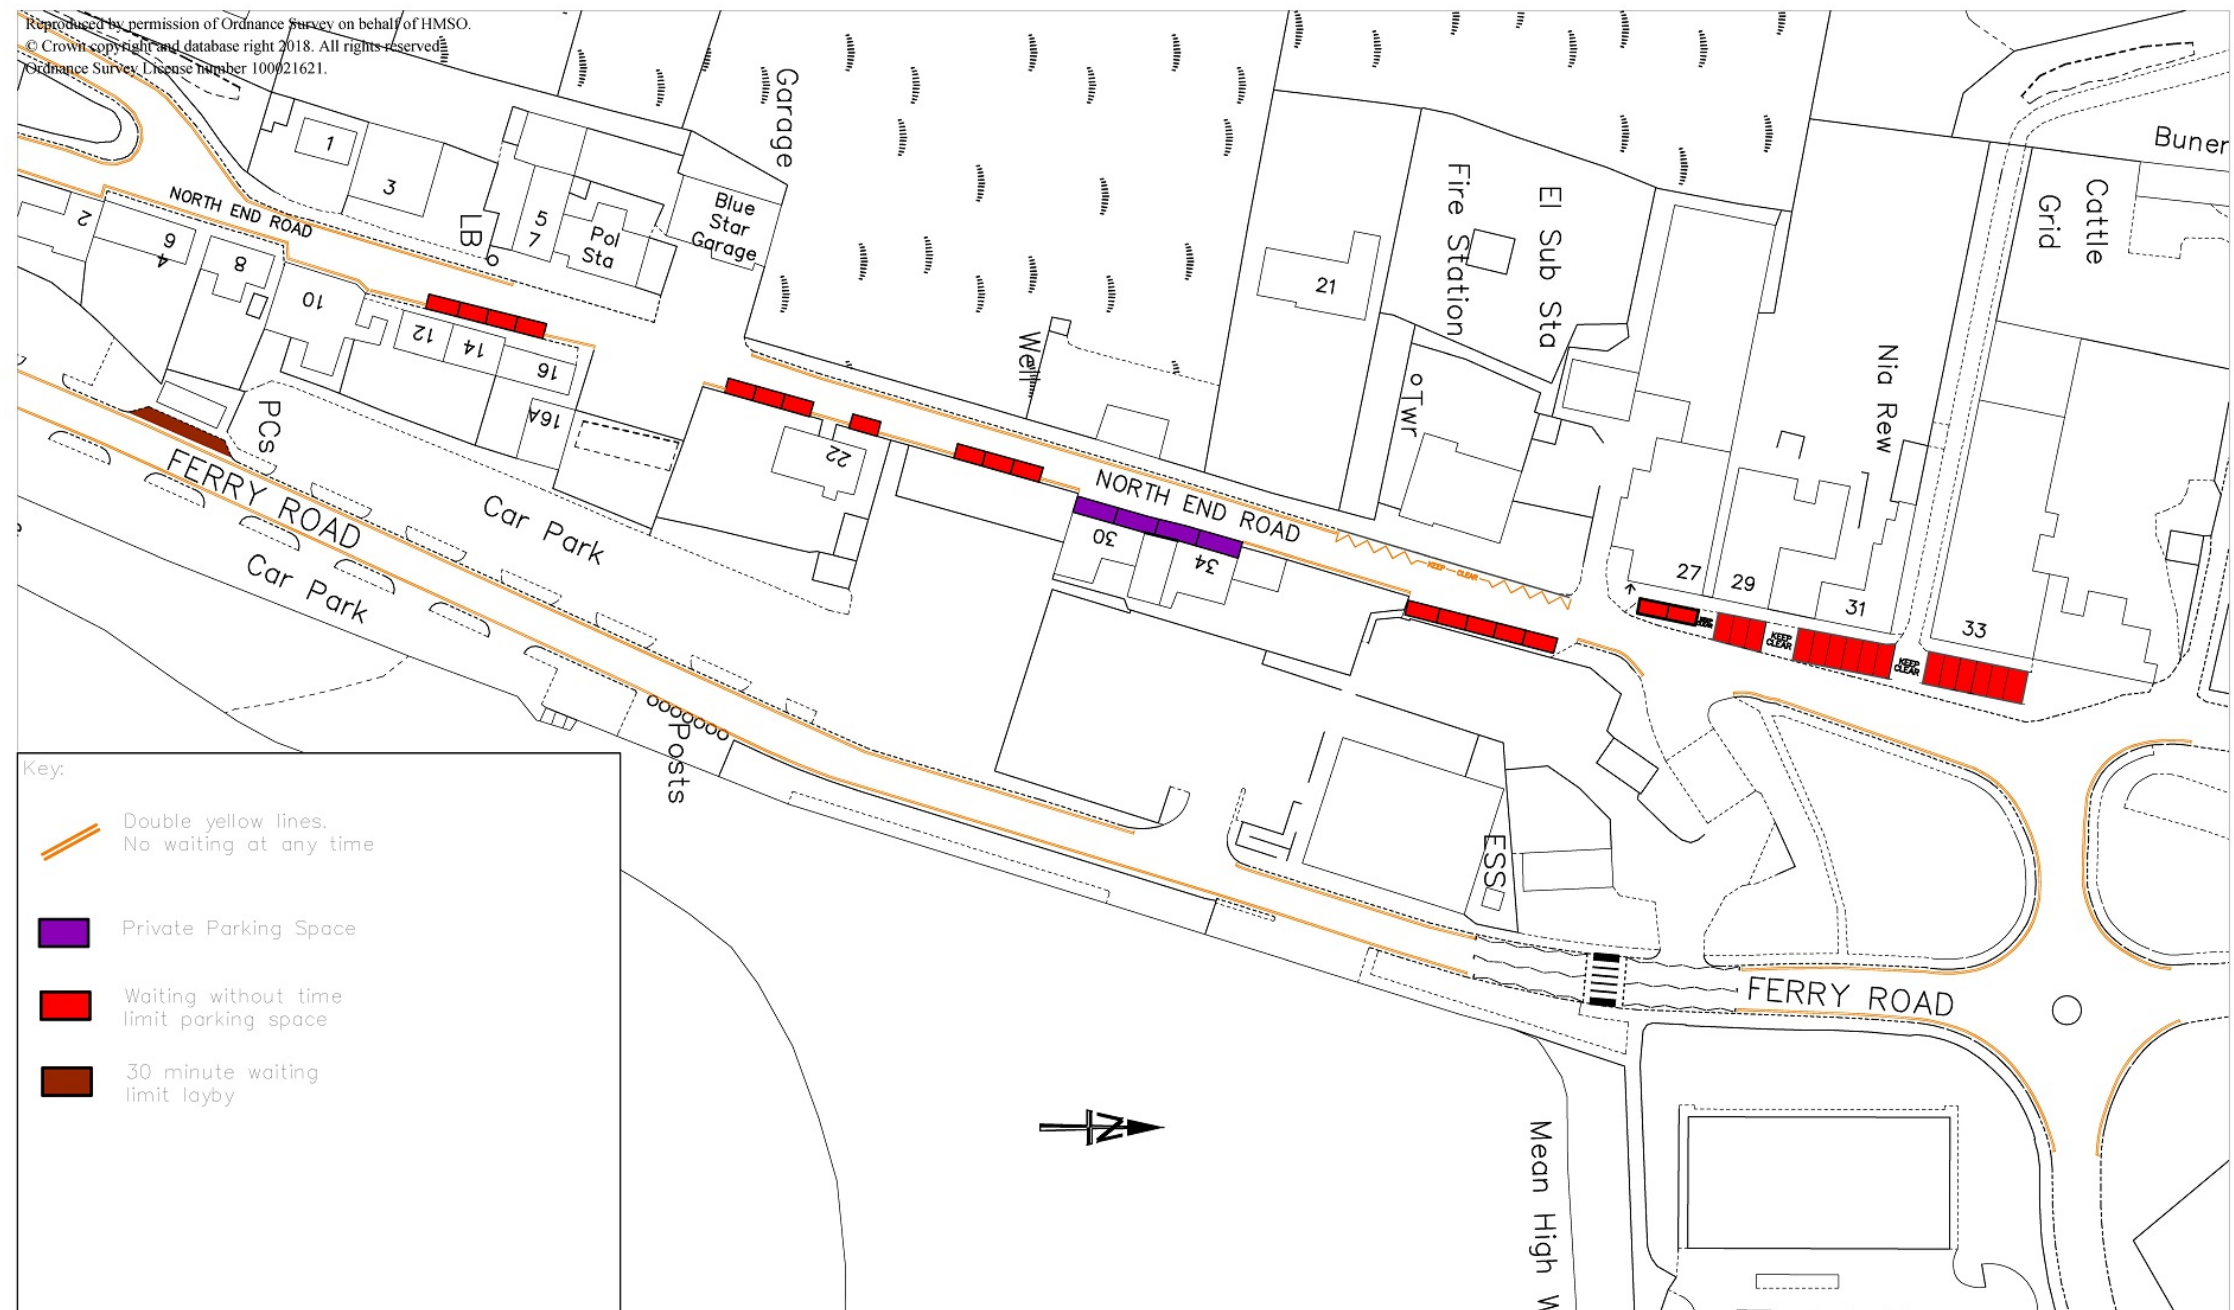 Reproduced by permission of Ordnance Survey on behalf of HMSO.
© Crown copyright and database right 2018. All rights reserved.
Ordnance Survey License number 100021621.
Garage
1
3
LB
5
7
Pol
Sta
Blue
Star
Garage
NORTH END ROAD
2
6
4
8
10
12
14
16
16A
PCs
FERRY ROAD
Car Park
Car Park
22
Well
21
Fire Station
El Sub Sta
Twr
NORTH END ROAD
30
34
KEEP CLEAR
27
29
31
33
Nia Rew
Cattle
Grid
Buner
KEEP
CLEAR
KEEP
CLEAR
Posts
ESS
FERRY ROAD
Mean High W
N
Key:
Double yellow lines.
No waiting at any time
Private Parking Space
Waiting without time
limit parking space
30 minute waiting
limit layby